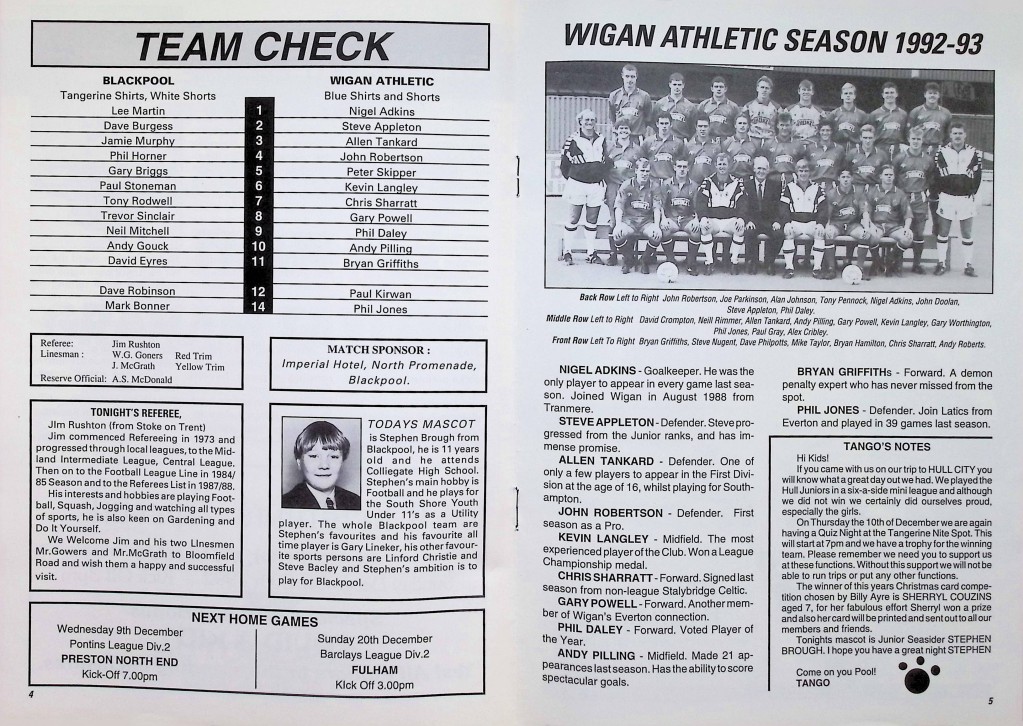 TEAM CHECK
BLACKPOOL WIGAN ATHLETIC
Tangerine Shirts, White Shorts Blue Shirts and Shorts
Lee Martin 1 Nigel Adkins
Dave Burgess 2 Steve Appleton
Jamie Murphy 3 Allen Tankard
Phil Horner 4 John Robertson
Gary Briggs 5 Peter Skipper
Paul Stoneman 6 Kevin Langley
Tony Rodwell 7 Chris Sharratt
Trevor Sinclair 8 Gary Powell
Neil Mitchell 9 Phil Daley
Andy Gouck 10 Andy Pilling
David Eyres 11 Bryan Griffiths
Dave Robinson 12 Paul Kirwan
Mark Bonner 14 Phil Jones
Referee: Jim Rushton
Linesmen : W.G. Goners Red Trim
J. McGrath Yellow Trim
Reserve Official: A.S. McDonald
MATCH SPONSOR :
Imperial Hotel, North Promenade,
Blackpool.
TONIGHT'S REFEREE,
JIm Rushton (from Stoke on Trent)
Jim commenced Refereeing in 1973 and
progressed through local leagues, to the Mid-
land Intermediate League, Central League.
Then on to the Football League Line in 1984/
85 Season and to the Referees List in 1987/88.
His interests and hobbies are playing Foot-
ball, Squash, Jogging and watching all types
of sports, he is also keen on Gardening and
Do It Yourself.
We Welcome Jim and his two LInesmen
Mr.Gowers and Mr.McGrath to Bloomfield
Road and wish them a happy and successful
visit.
TODAYS MASCOT
is Stephen Brough from
Blackpool, he is 11 years
old and he attends
Colliegate High School.
Stephen's main hobby is
Football and he plays for
the South Shore Youth
Under 11's as a Utility
player. The whole Blackpool team are
Stephen's favourites and his favourite all
time player is Gary Lineker, his other favour-
ite sports persons are Linford Christie and
Steve Bacley and Stephen's ambition is to
play for Blackpool.
NEXT HOME GAMES
Wednesday 9th December
Pontins League Div.2
PRESTON NORTH END
Kick-Off 7.00pm
Sunday 20th December
Barclays League Div.2
FULHAM
KIck Off 3.00pm
4
WIGAN ATHLETIC SEASON 1992-93
Back Row Left to Right John Robertson, Joe Parkinson, Alan Johnson, Tony Pennock, Nigel Adkins, John Doolan,
Steve Appleton, Phil Daley.
Middle Row Left to Right David Crompton, Neill Rimmer, Allen Tankard, Andy Pilling, Gary Powell, Kevin Langley, Gary Worthington,
Phil Jones, Paul Gray, Alex Cribley.
Front Row Left To Right Bryan Griffiths, Steve Nugent, Dave Philpotts, Mike Taylor, Bryan Hamilton, Chris Sharratt, Andy Roberts.
NIGEL ADKINS - Goalkeeper. He was the
only player to appear in every game last sea-
son. Joined Wigan in August 1988 from
Tranmere.
STEVE APPLETON - Defender. Steve pro-
gressed from the Junior ranks, and has im-
mense promise.
ALLEN TANKARD - Defender. One of
only a few players to appear in the First Divi-
sion at the age of 16, whilst playing for South-
ampton.
JOHN ROBERTSON - Defender. First
season as a Pro.
KEVIN LANGLEY - Midfield. The most
experienced player of the Club. Won a League
Championship medal.
CHRIS SHARRATT - Forward. Signed last
season from non-league Stalybridge Celtic.
GARY POWELL - Forward. Another mem-
ber of Wigan's Everton connection.
PHIL DALEY - Forward. Voted Player of
the Year.
ANDY PILLING - Midfield. Made 21 ap-
pearances last season. Has the ability to score
spectacular goals.
BRYAN GRIFFITHs - Forward. A demon
penalty expert who has never missed from the
spot.
PHIL JONES - Defender. Join Latics from
Everton and played in 39 games last season.
TANGO'S NOTES
Hi Kids!
If you came with us on our trip to HULL CITY you
will know what a great day out we had. We played the
Hull Juniors in a six-a-side mini league and although
we did not win we certainly did ourselves proud,
especially the girls.
On Thursday the 10th of December we are again
having a Quiz Night at the Tangerine Nite Spot. This
will start at 7pm and we have a trophy for the winning
team. Please remember we need you to support us
at these functions. Without this support we will not be
able to run trips or put any other functions.
The winner of this years Christmas card compe-
tition chosen by Billy Ayre is SHERRYL COUZINS
aged 7, for her fabulous effort Sherryl won a prize
and also her card will be printed and sent out to all our
members and friends.
Tonights mascot is Junior Seasider STEPHEN
BROUGH. I hope you have a great night STEPHEN
Come on you Pool!
TANGO
5